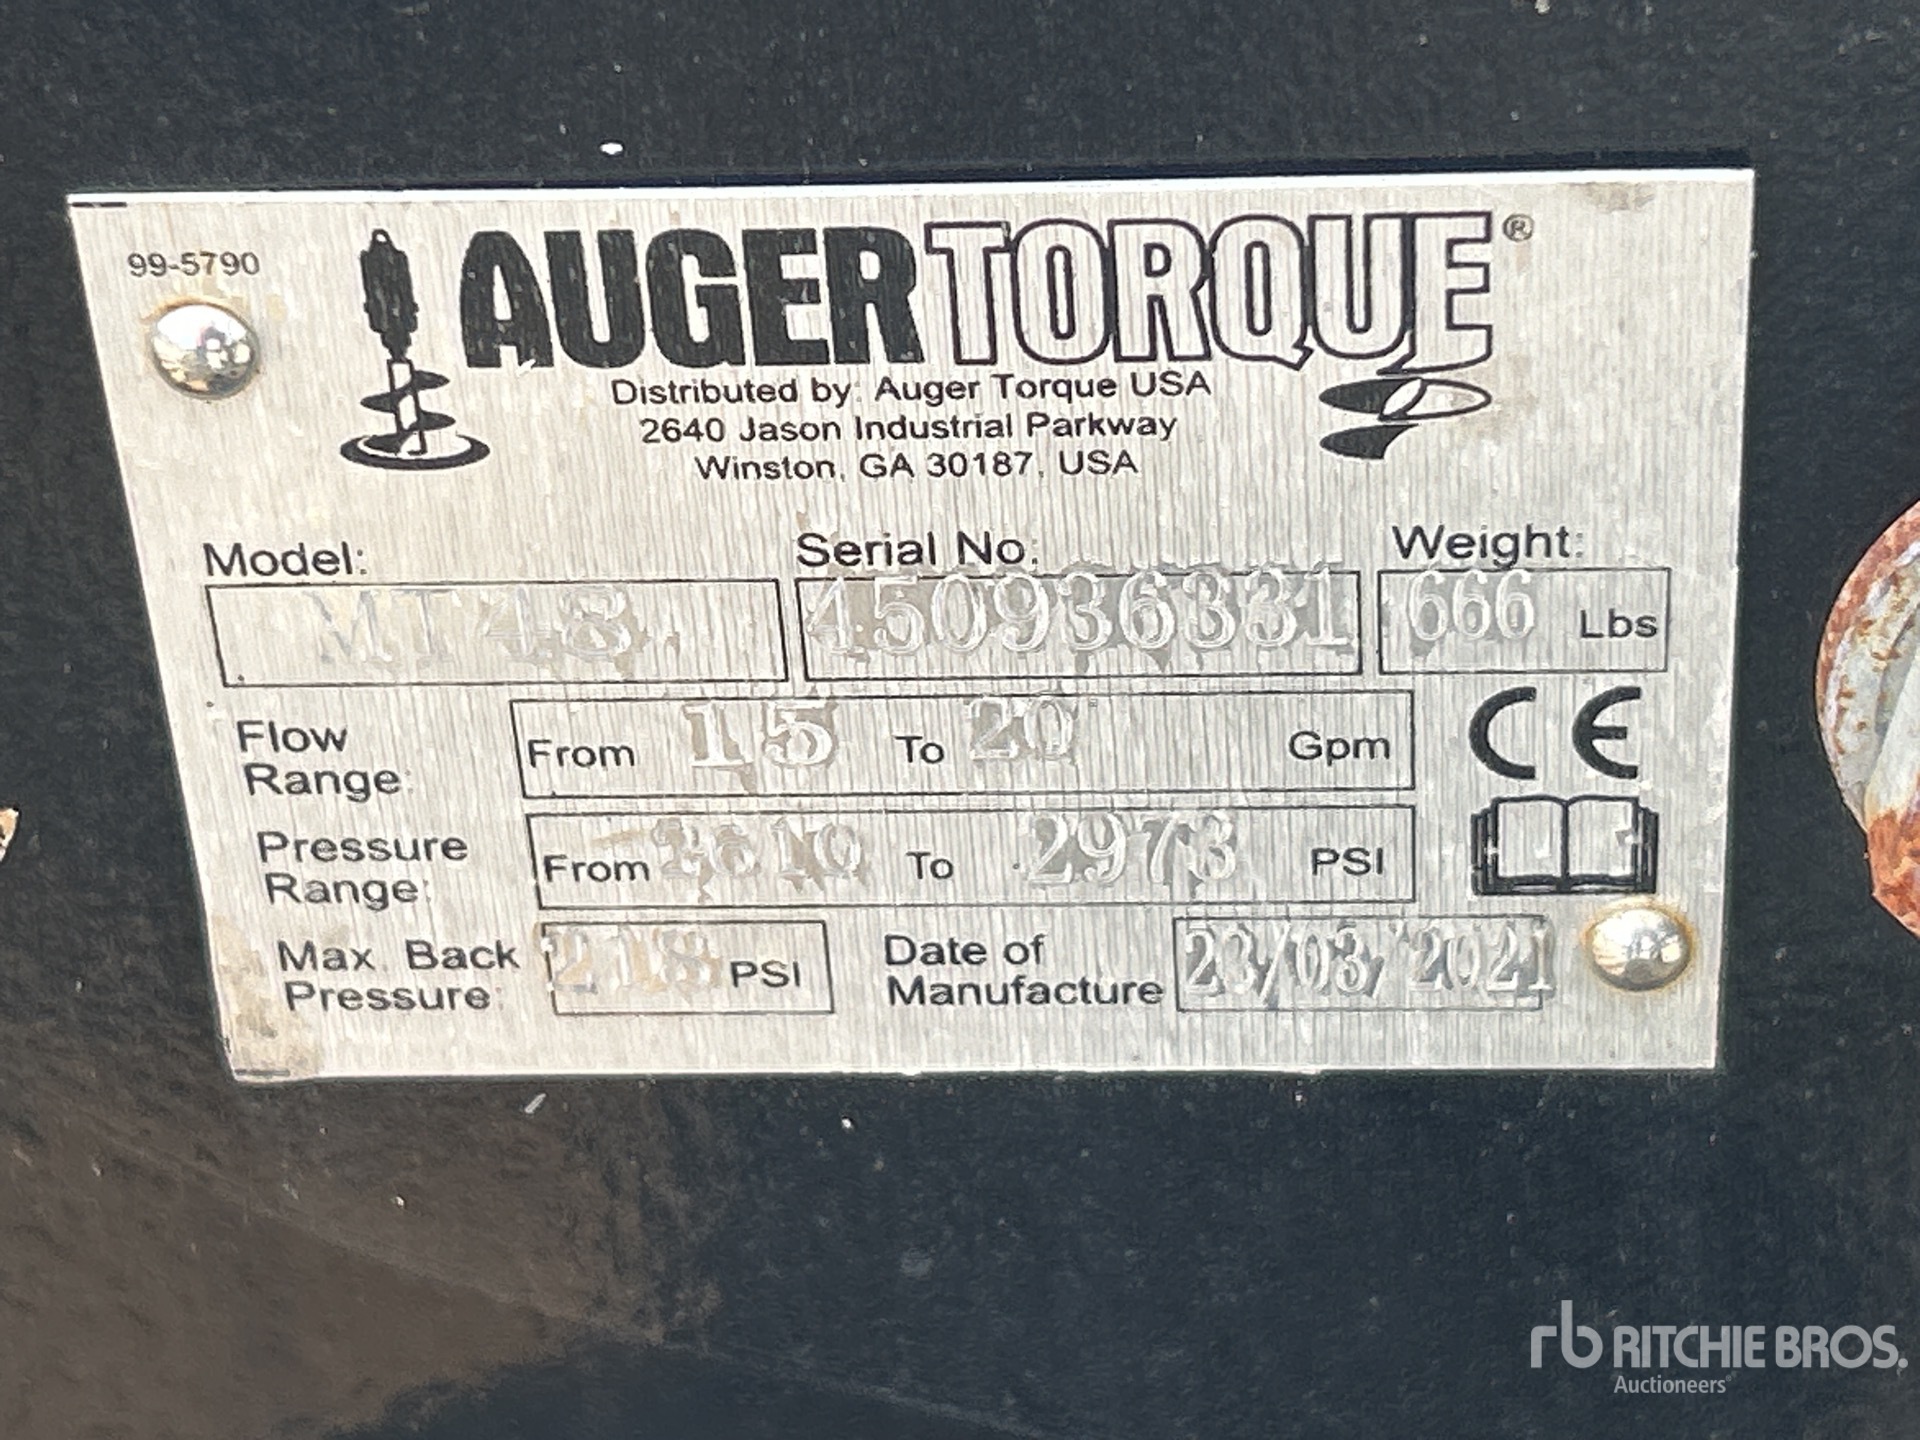 99-5790
AUGERTORQUE®
Distributed by: Auger Torque USA
2640 Jason Industrial Parkway
Winston, GA 30187, USA
Model: Serial No: Weight:
MT48 450936331 666 Lbs
Flow Range: From 15 To 20 Gpm
CE
Pressure Range: From To 2973 PSI
Max. Back Pressure: 218 PSI
Date of Manufacture 23/03/2021
rb RITCHIE BROS.
Auctioneers